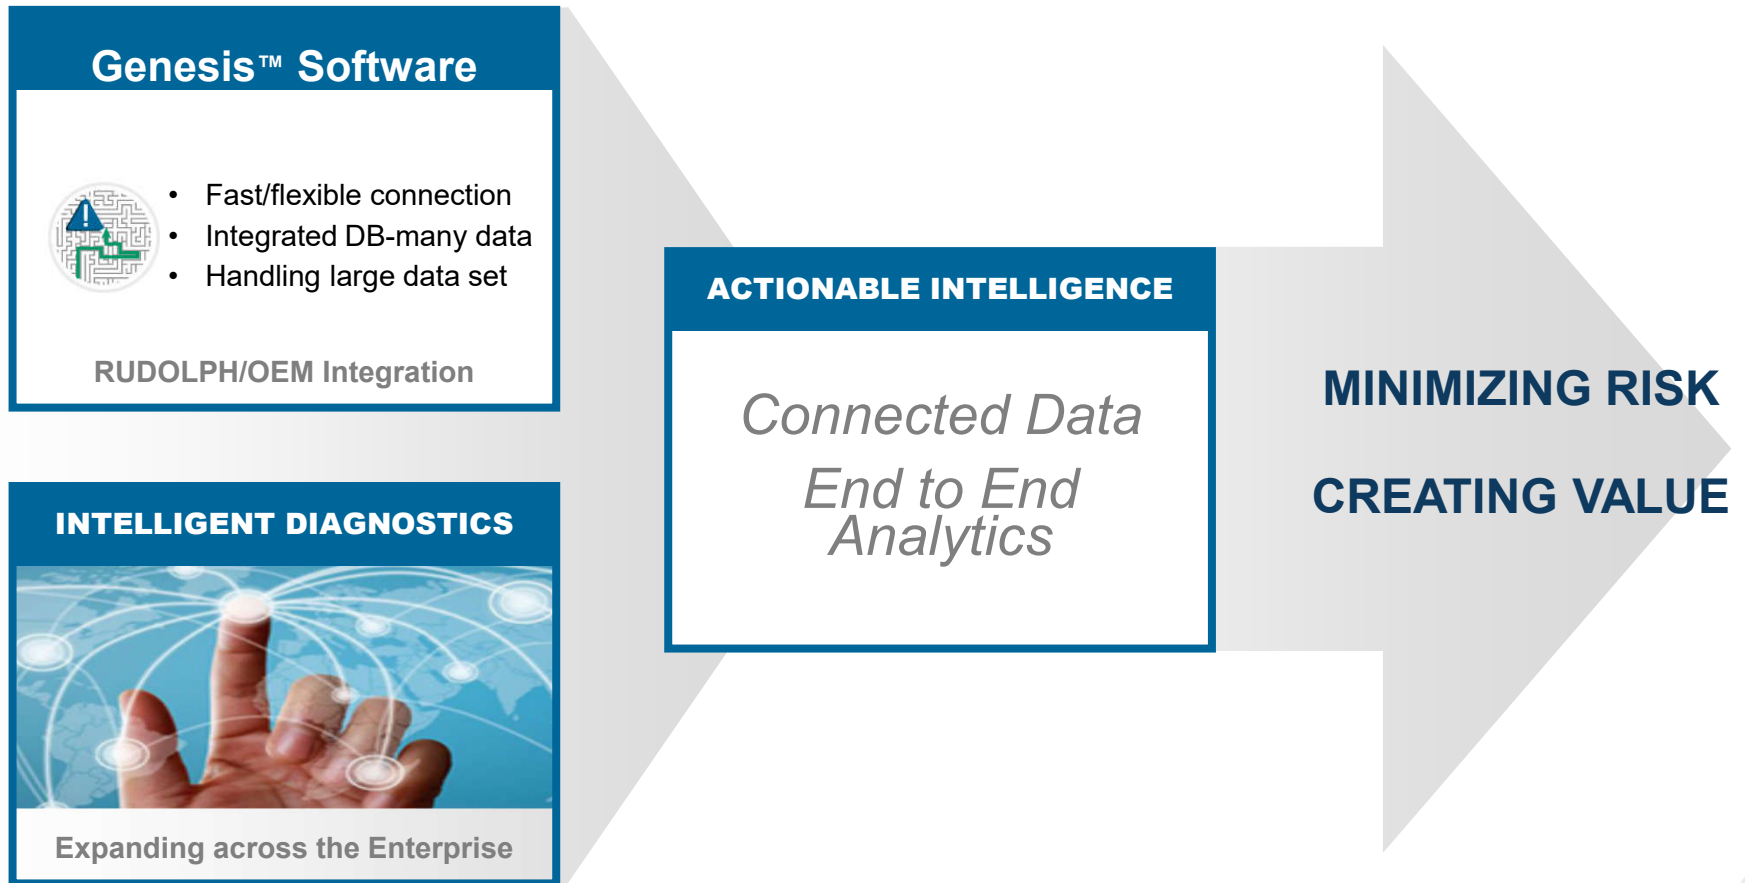 Genesis™ Software
• Fast/flexible connection
• Integrated DB-many data
• Handling large data set
RUDOLPH/OEM Integration
INTELLIGENT DIAGNOSTICS
Expanding across the Enterprise
ACTIONABLE INTELLIGENCE
Connected Data
End to End
Analytics
MINIMIZING RISK
CREATING VALUE